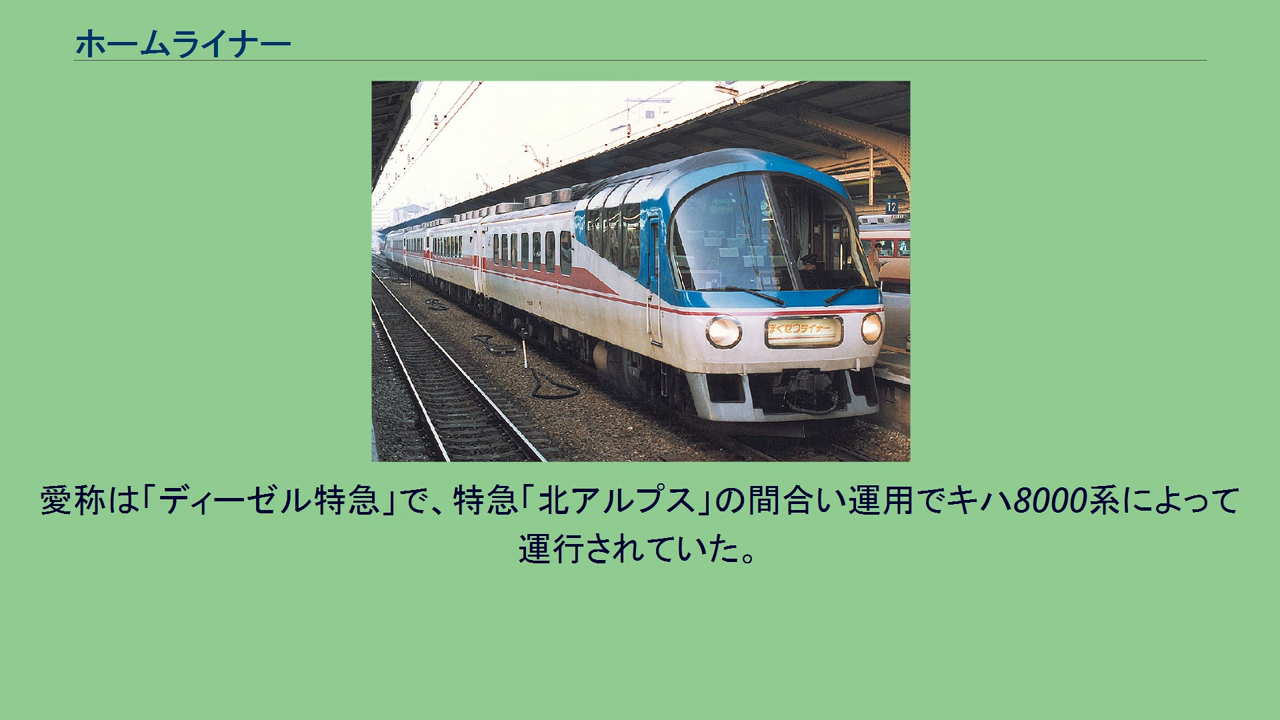 ホームライナー
12
ほくせつライナー
愛称は｢ディーゼル特急｣で、特急｢北アルプス｣の間合い運用でキハ8000系によって
運行されていた。